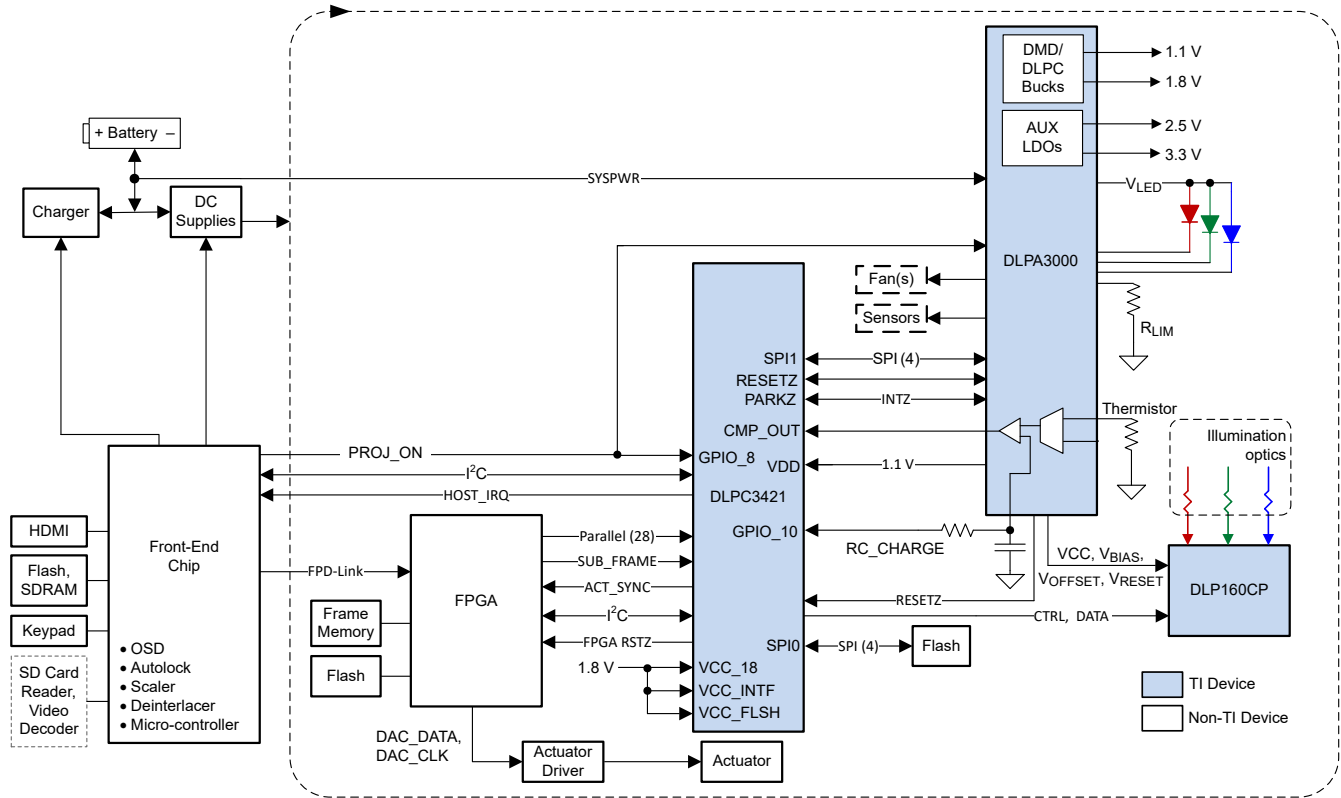 DMD/
DLPC
Bucks
1.1 V
1.8 V
AUX
LDOs
2.5 V
3.3 V
+ Battery –
SYSPWR
VLED
Charger
DC
Supplies
DLPA3000
Fan(s)
Sensors
RLIM
SPI1
SPI (4)
RESETZ
PARKZ
INTZ
CMP_OUT
Thermistor
Illumination
optics
PROJ_ON
GPIO_8
VDD
1.1 V
I2C
HOST_IRQ
DLPC3421
HDMI
Flash,
SDRAM
Keypad
SD Card
Reader,
Video
Decoder
Front-End
Chip
• OSD
• Autolock
• Scaler
• Deinterlacer
• Micro-controller
FPD-Link
FPGA
Frame
Memory
Flash
Parallel (28)
SUB_FRAME
ACT_SYNC
I2C
FPGA RSTZ
GPIO_10
RC_CHARGE
VCC, VBIAS,
VOFFSET, VRESET
DLP160CP
RESETZ
CTRL, DATA
SPI0
SPI (4)
Flash
1.8 V
VCC_18
VCC_INTF
VCC_FLSH
DAC_DATA,
DAC_CLK
Actuator
Driver
Actuator
TI Device
Non-TI Device